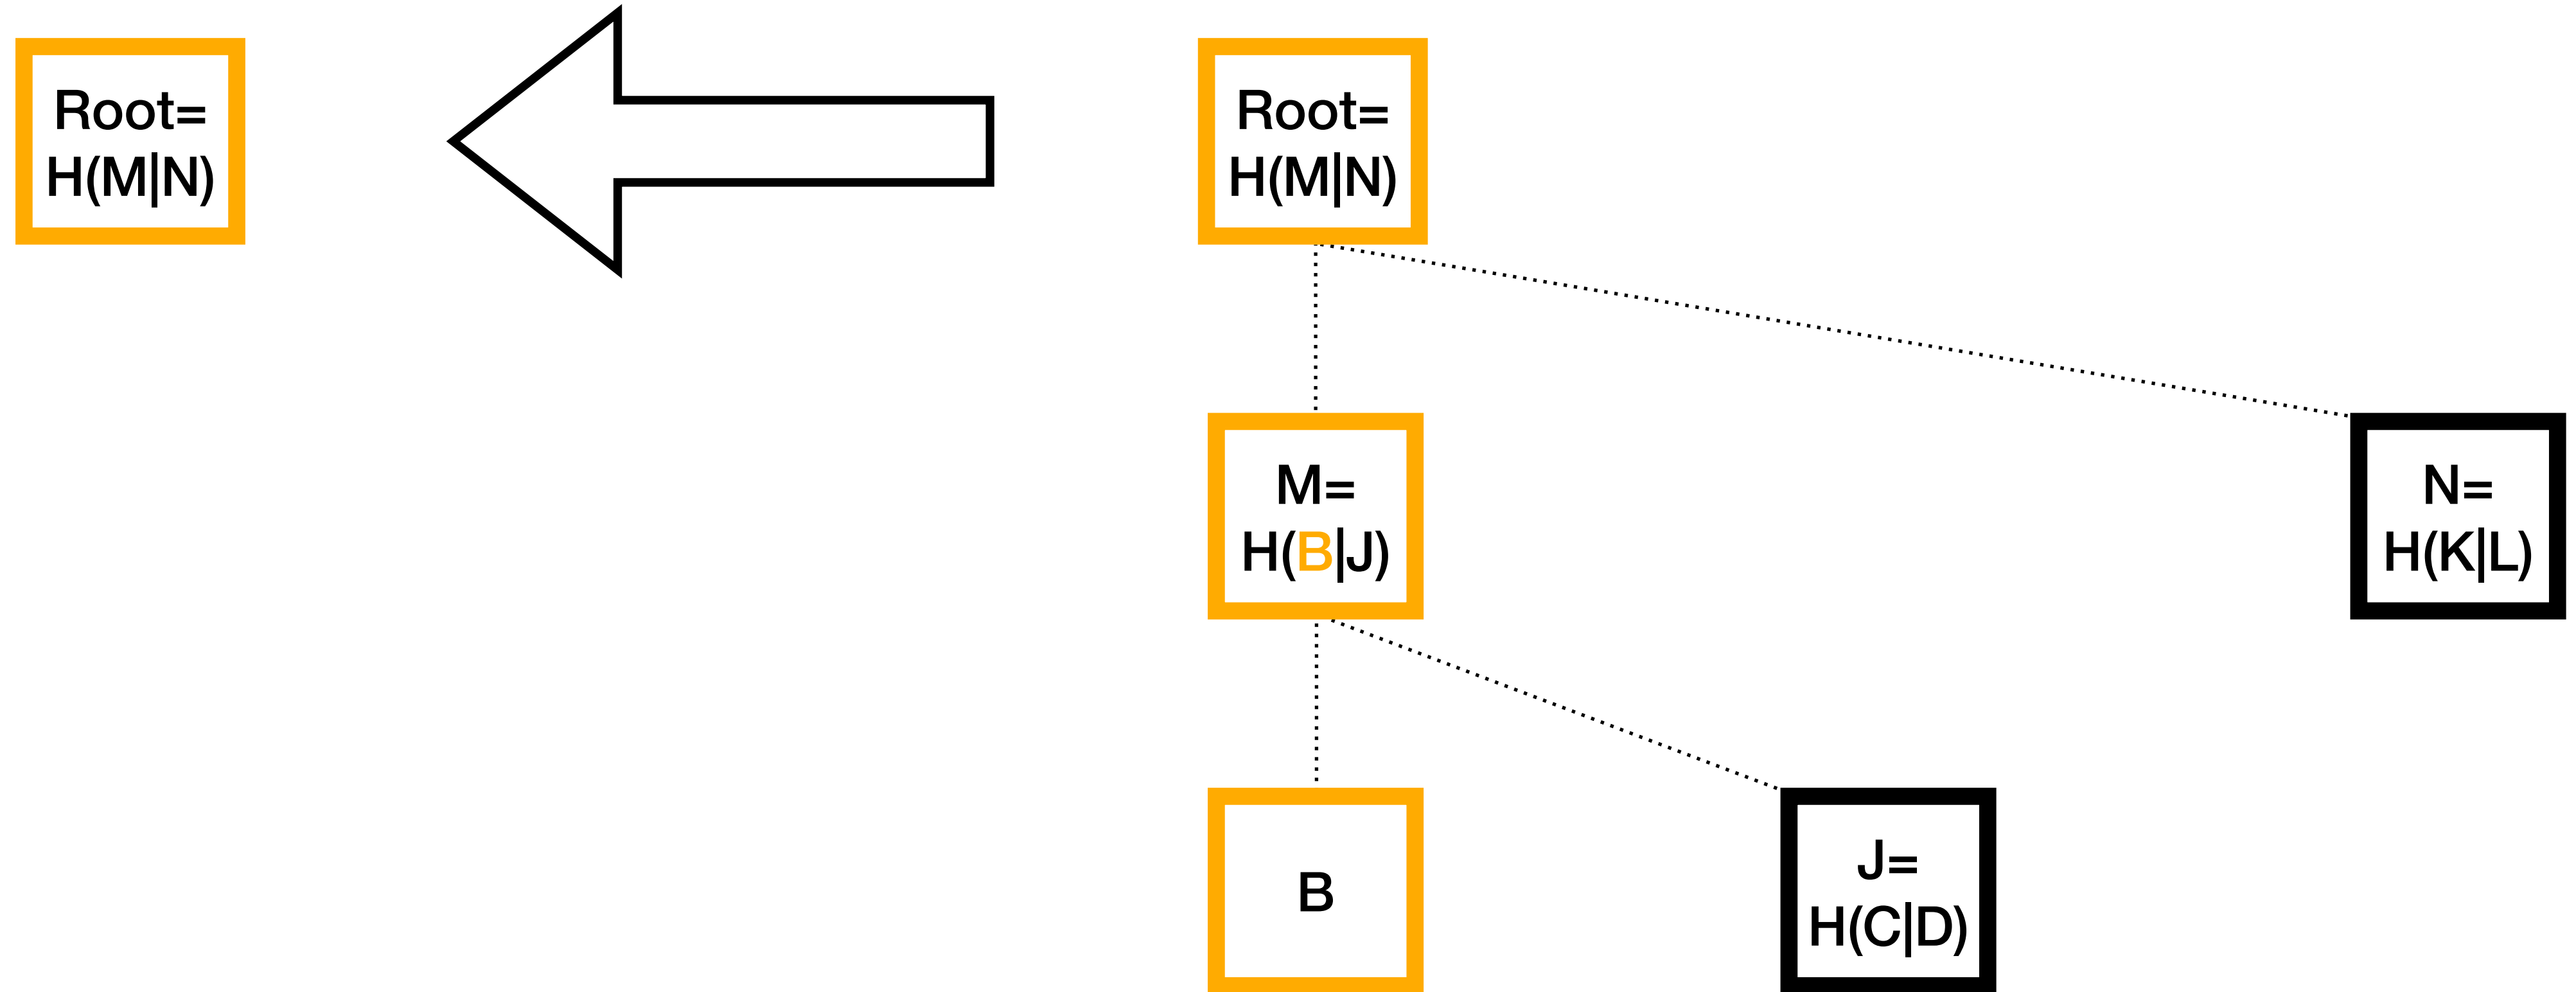 Root=
H(M|N)
Root=
H(M|N)
M=
H(B|J)
N=
H(K|L)
B
J=
H(C|D)